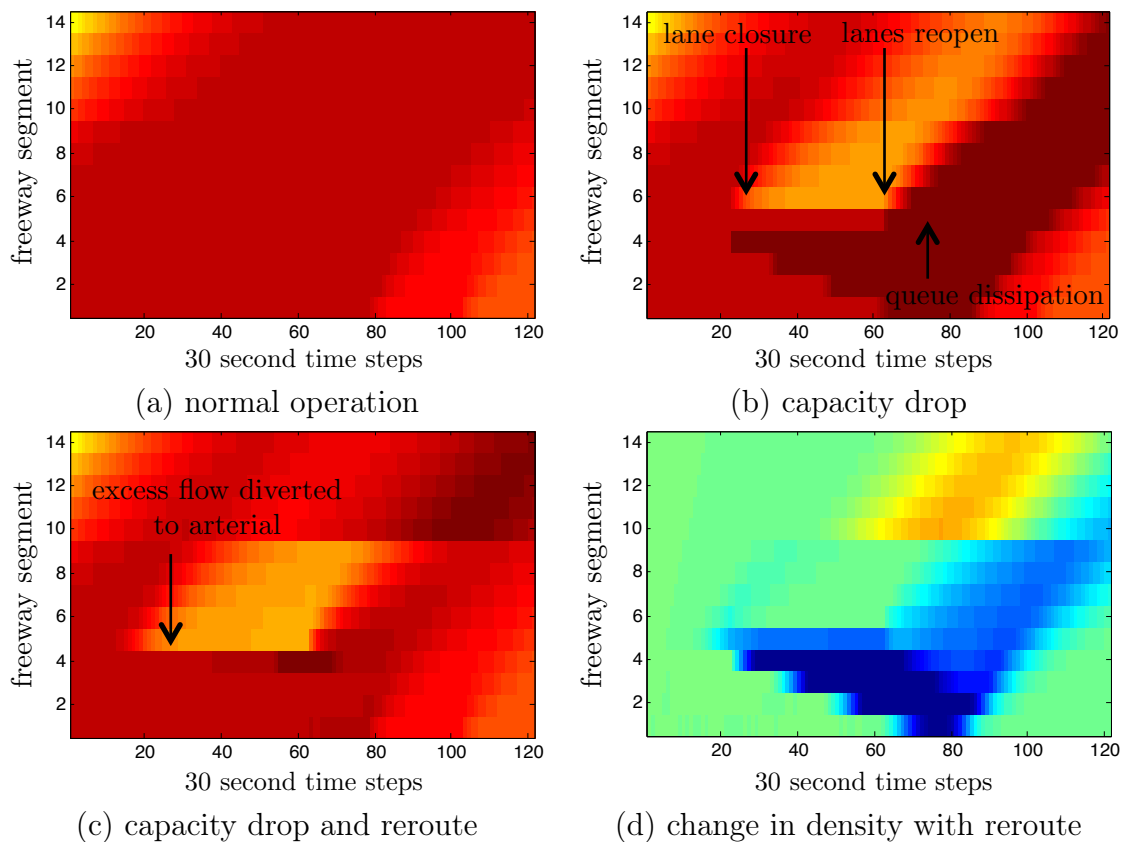 14
12
10
8
6
4
2
freeway segment
20 40 60 80 100 120
30 second time steps
(a) normal operation
14
12
10
8
6
4
2
freeway segment
lane closure lanes reopen
queue dissipation
20 40 60 80 100 120
30 second time steps
(b) capacity drop
14
12
10
8
6
4
2
freeway segment
excess flow diverted
to arterial
20 40 60 80 100 120
30 second time steps
(c) capacity drop and reroute
14
12
10
8
6
4
2
freeway segment
20 40 60 80 100 120
30 second time steps
(d) change in density with reroute